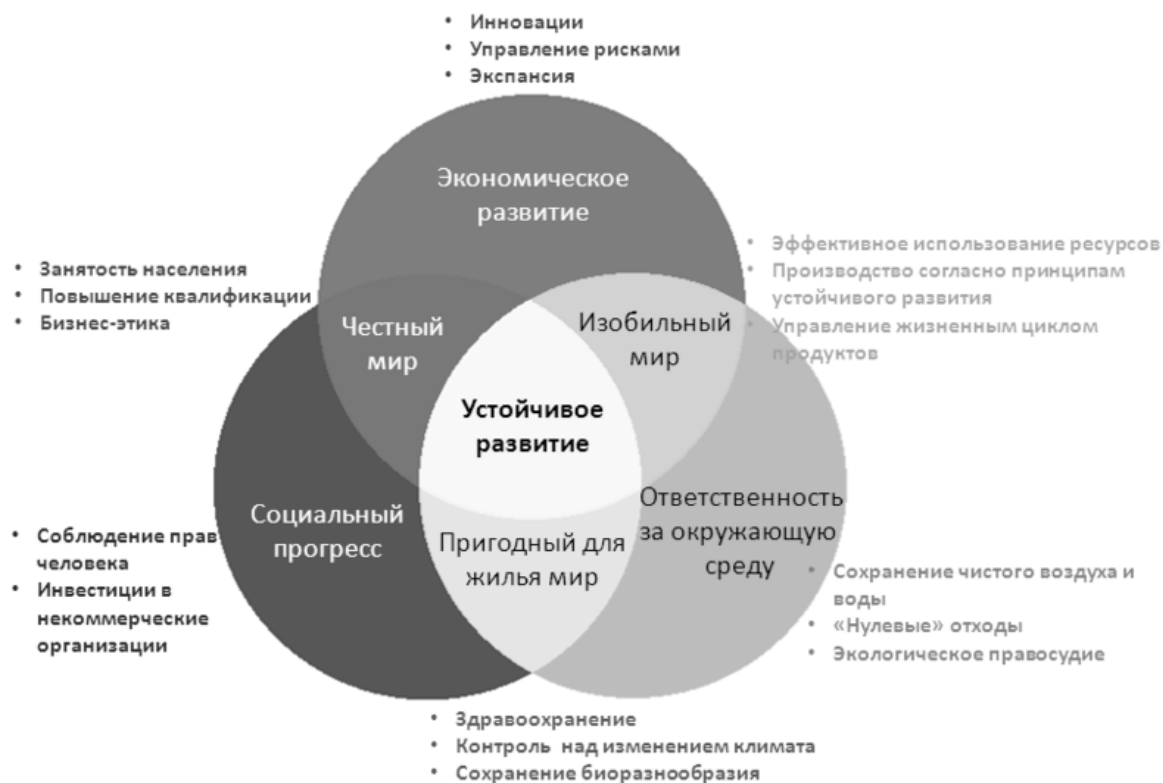 • Инновации
• Управление рисками
• Экспансия
Экономическое
развитие
• Эффективное использование ресурсов
• Производство согласно принципам
устойчивого развития
• Управление жизненным циклом
продуктов
• Занятость населения
• Повышение квалификации
• Бизнес-этика
Честный
мир
Изобильный
мир
Устойчивое
развитие
Социальный
прогресс
Пригодный для
жилья мир
Ответственность
за окружающую
среду
• Соблюдение прав
человека
• Инвестиции в
некоммерческие
организации
• Сохранение чистого воздуха и
воды
• «Нулевые» отходы
• Экологическое правосудие
• Здравоохранение
• Контроль над изменением климата
• Сохранение биоразнообразия